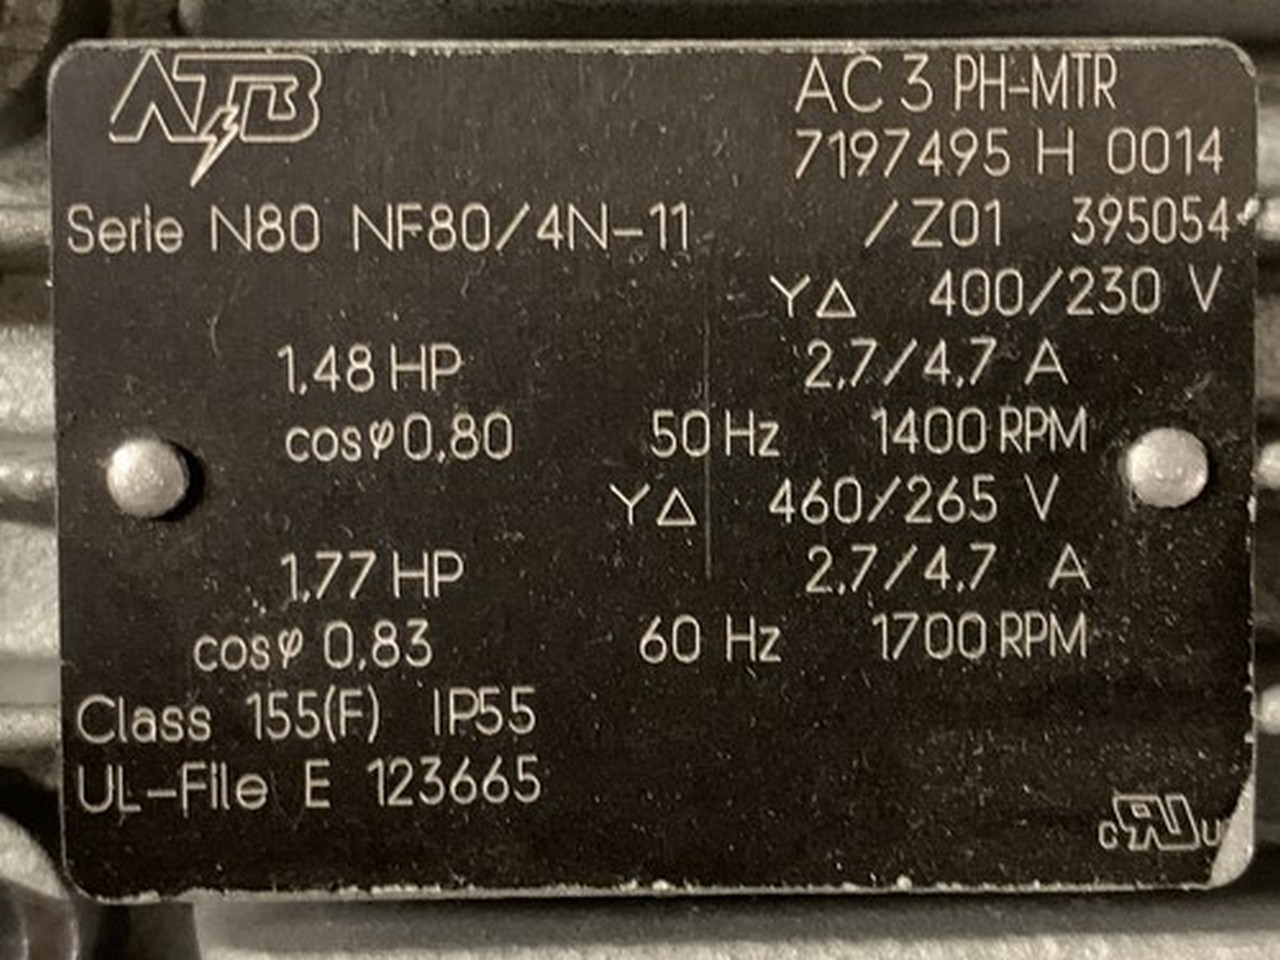 ATB AC 3 PH-MTR
7197495 H 0014
Serie N80 NF80/4N-11 /Z01 395054
Y△ 400/230 V
1,48 HP 2,7/4,7 A
cosφ 0,80 50 Hz 1400 RPM
Y△ 460/265 V
1,77 HP 2,7/4,7 A
cosφ 0,83 60 Hz 1700 RPM
Class 155(F) IP55
UL-File E 123665
c RU us